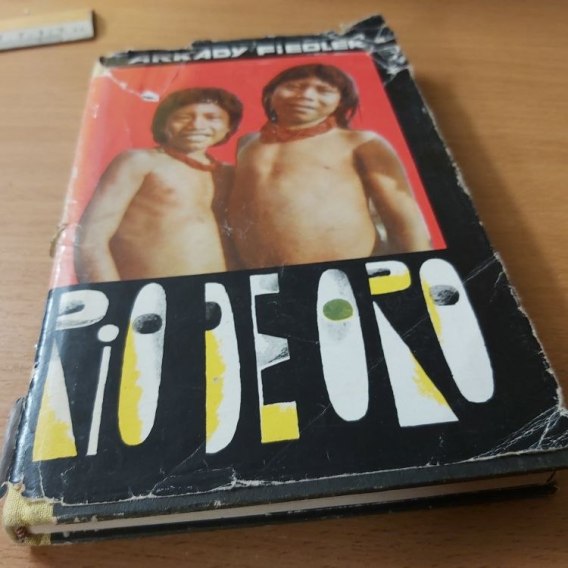 ARKADY FIEDLER
RiO DE ORO